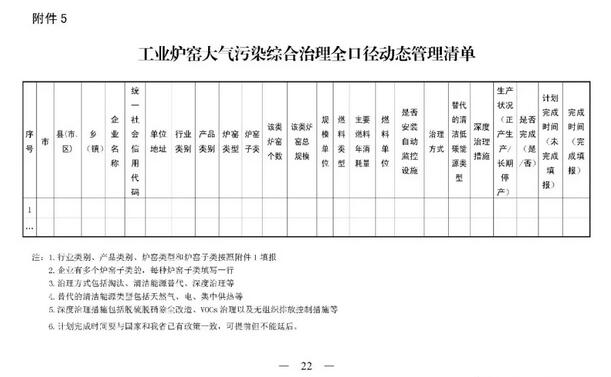 附件 5
工业炉窑大气污染综合治理全口径动态管理清单
序号
市
县(市、区)
乡(镇)
企业名称
统一社会信用代码
单位地址
行业类别
产品类别
炉窑类型
炉窑子类
该类炉窑个数
该类炉窑总规模
规模单位
燃料类型
主要燃料年消耗量
燃料单位
是否安装自动监控设施
治理方式
替代的清洁低碳能源类型
深度治理措施
生产状况(正产生产/长期停产)
是否完成(是/否)
计划完成时间(未完成填报)
完成时间(完成填报)
1
…
注：1.行业类别、产品类别、炉窑类型和炉窑子类按照附件1填报
2.企业有多个炉窑子类的，每种炉窑子类填写一行
3.治理方式包括淘汰、清洁能源替代、深度治理等
4.替代的清洁能源类型包括天然气、电、集中供热等
5.深度治理措施包括脱硫脱硝除尘改造、VOCs治理以及无组织排放控制措施等
6.计划完成时间要与国家和我省已有政策一致，可提前但不能延后。
— 22 —